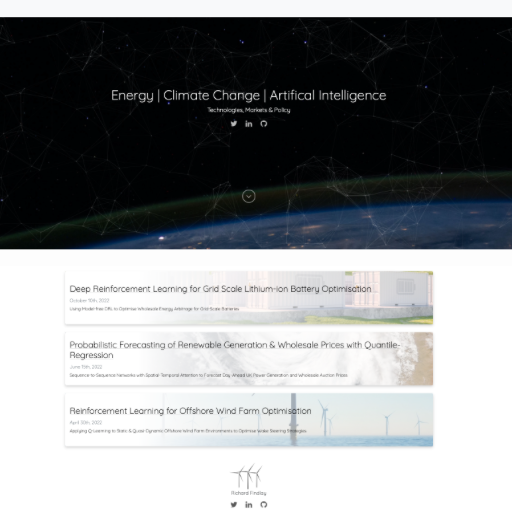 Energy | Climate Change | Artifical Intelligence
Technologies, Markets & Policy
Deep Reinforcement Learning for Grid Scale Lithium-ion Battery Optimisation
October 10th, 2022
Using Model-free DRL to Optimise Wholesale Energy Arbitrage for Grid Scale Batteries
Probabilistic Forecasting of Renewable Generation & Wholesale Prices with Quantile-
Regression
June 13th, 2022
Sequence to Sequence Networks with Spatial Temporal Attention to Forecast Day-Ahead UK Power Generation and Wholesale Auction Prices
Reinforcement Learning for Offshore Wind Farm Optimisation
April 2022
Applying Q-Learning to Static & Quasi-Dynamic Offshore Wind Farm Environments to Optimise Wake Steering Strategies
Richard Findlay